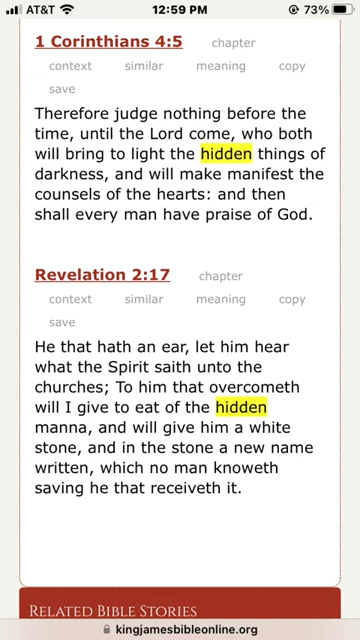 AT&T 12:59 PM 73%
1 Corinthians 4:5 chapter
context similar meaning copy
save
Therefore judge nothing before the
time, until the Lord come, who both
will bring to light the hidden things of
darkness, and will make manifest the
counsels of the hearts: and then
shall every man have praise of God.
Revelation 2:17 chapter
context similar meaning copy
save
He that hath an ear, let him hear
what the Spirit saith unto the
churches; To him that overcometh
will I give to eat of the hidden
manna, and will give him a white
stone, and in the stone a new name
written, which no man knoweth
saving he that receiveth it.
Related Bible Stories
kingjamesbibleonline.org